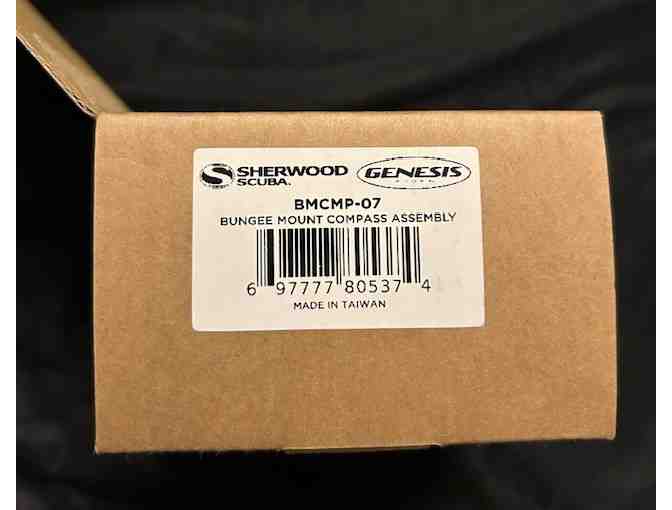 SHERWOOD SCUBA. GENESIS
BMCMP-07
BUNGEE MOUNT COMPASS ASSEMBLY
6 97777 80537 4
MADE IN TAIWAN